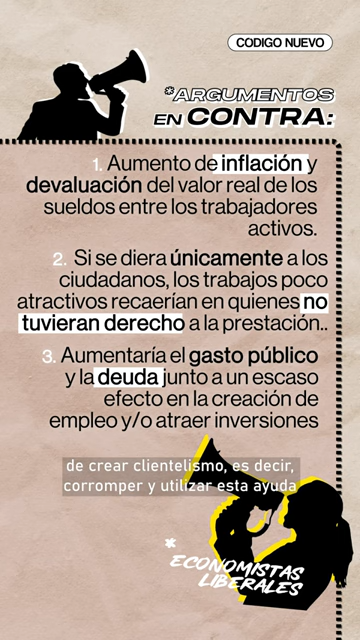 CODIGO NUEVO
*ARGUMENTOS
EN CONTRA:
1. Aumento de inflación y
devaluación del valor real de los
sueldos entre los trabajadores
activos.
2. Si se diera únicamente a los
ciudadanos, los trabajos poco
atractivos recaerían en quienes no
tuvieran derecho a la prestación..
3. Aumentaría el gasto público
y la deuda junto a un escaso
efecto en la creación de
empleo y/o atraer inversiones
de crear clientelismo, es decir,
corromper y utilizar esta ayuda
* ECONOMISTAS
LIBERALES